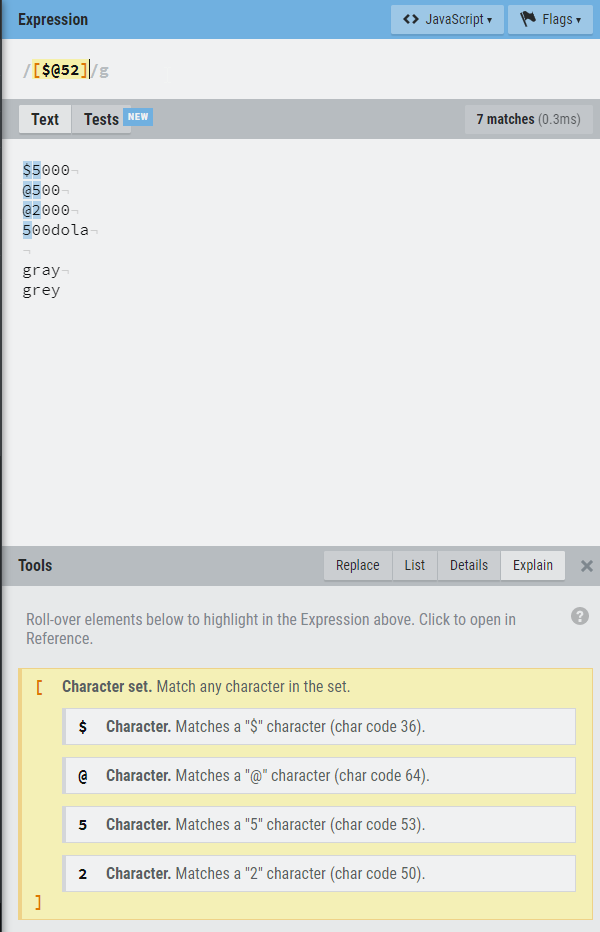 Expression
<> JavaScript ▾
Flags ▾
/[$@52]/g
Text
Tests NEW
7 matches (0.3ms)
$5000¬
@500¬
@2000¬
500dola¬
¬
gray¬
grey
Tools
Replace
List
Details
Explain
×
Roll-over elements below to highlight in the Expression above. Click to open in
Reference.
?
[ Character set. Match any character in the set.
$ Character. Matches a "$" character (char code 36).
@ Character. Matches a "@" character (char code 64).
5 Character. Matches a "5" character (char code 53).
2 Character. Matches a "2" character (char code 50).
]